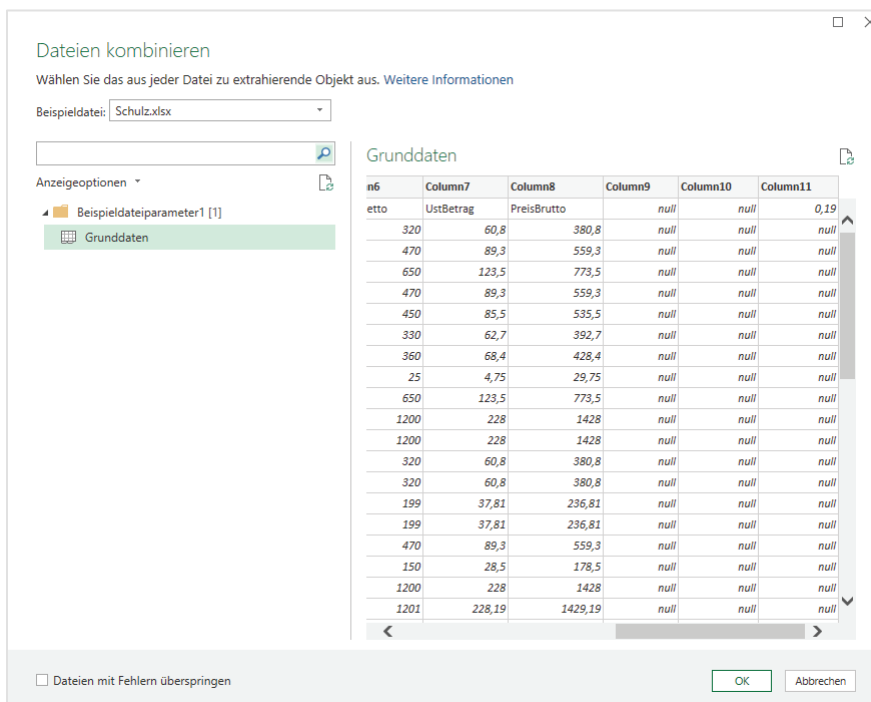 Dateien kombinieren
Wählen Sie das aus jeder Datei zu extrahierende Objekt aus. Weitere Informationen
Beispieldatei: Schulz.xlsx
Grunddaten
Anzeigeoptionen
Beispieldateiparameter1 [1]
Grunddaten
n6 Column7 Column8 Column9 Column10 Column11
etto UstBetrag PreisBrutto null null 0,19
320 60,8 380,8 null null null
470 89,3 559,3 null null null
650 123,5 773,5 null null null
470 89,3 559,3 null null null
450 85,5 535,5 null null null
330 62,7 392,7 null null null
360 68,4 428,4 null null null
25 4,75 29,75 null null null
650 123,5 773,5 null null null
1200 228 1428 null null null
1200 228 1428 null null null
320 60,8 380,8 null null null
320 60,8 380,8 null null null
199 37,81 236,81 null null null
199 37,81 236,81 null null null
470 89,3 559,3 null null null
150 28,5 178,5 null null null
1200 228 1428 null null null
1201 228,19 1429,19 null null null
Dateien mit Fehlern überspringen
OK Abbrechen